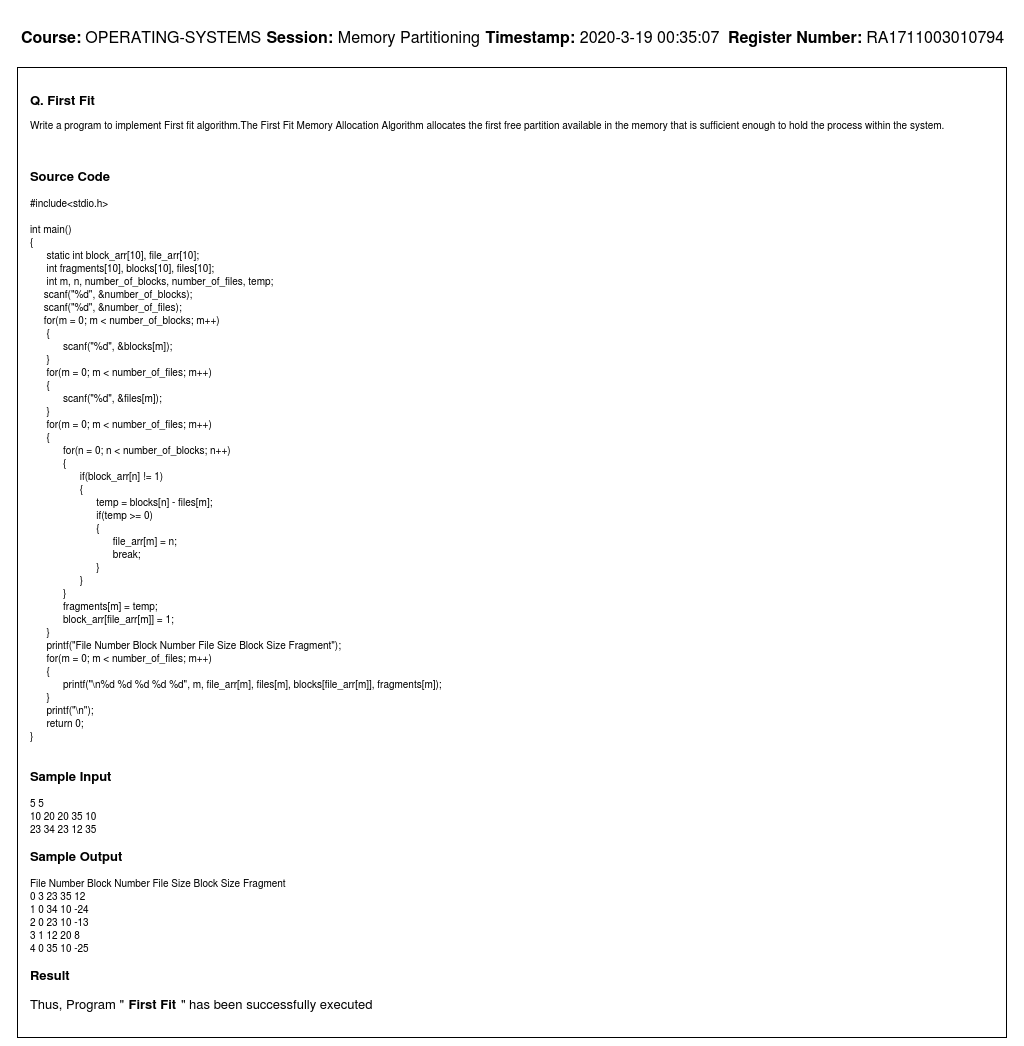 Course: OPERATING-SYSTEMS Session: Memory Partitioning Timestamp: 2020-3-19 00:35:07 Register Number: RA1711003010794
Q. First Fit
Write a program to implement First fit algorithm.The First Fit Memory Allocation Algorithm allocates the first free partition available in the memory that is sufficient enough to hold the process within the system.
Source Code
#include<stdio.h>
int main()
{
static int block_arr[10], file_arr[10];
int fragments[10], blocks[10], files[10];
int m, n, number_of_blocks, number_of_files, temp;
scanf("%d", &number_of_blocks);
scanf("%d", &number_of_files);
for(m = 0; m < number_of_blocks; m++)
{
scanf("%d", &blocks[m]);
}
for(m = 0; m < number_of_files; m++)
{
scanf("%d", &files[m]);
}
for(m = 0; m < number_of_files; m++)
{
for(n = 0; n < number_of_blocks; n++)
{
if(block_arr[n] != 1)
{
temp = blocks[n] - files[m];
if(temp >= 0)
{
file_arr[m] = n;
break;
}
}
}
fragments[m] = temp;
block_arr[file_arr[m]] = 1;
}
printf("File Number Block Number File Size Block Size Fragment");
for(m = 0; m < number_of_files; m++)
{
printf("\n%d %d %d %d %d", m, file_arr[m], files[m], blocks[file_arr[m]], fragments[m]);
}
printf("\n");
return 0;
}
Sample Input
5 5
10 20 20 35 10
23 34 23 12 35
Sample Output
File Number Block Number File Size Block Size Fragment
0 3 23 35 12
1 0 34 10 -24
2 0 23 10 -13
3 1 12 20 8
4 0 35 10 -25
Result
Thus, Program " First Fit " has been successfully executed